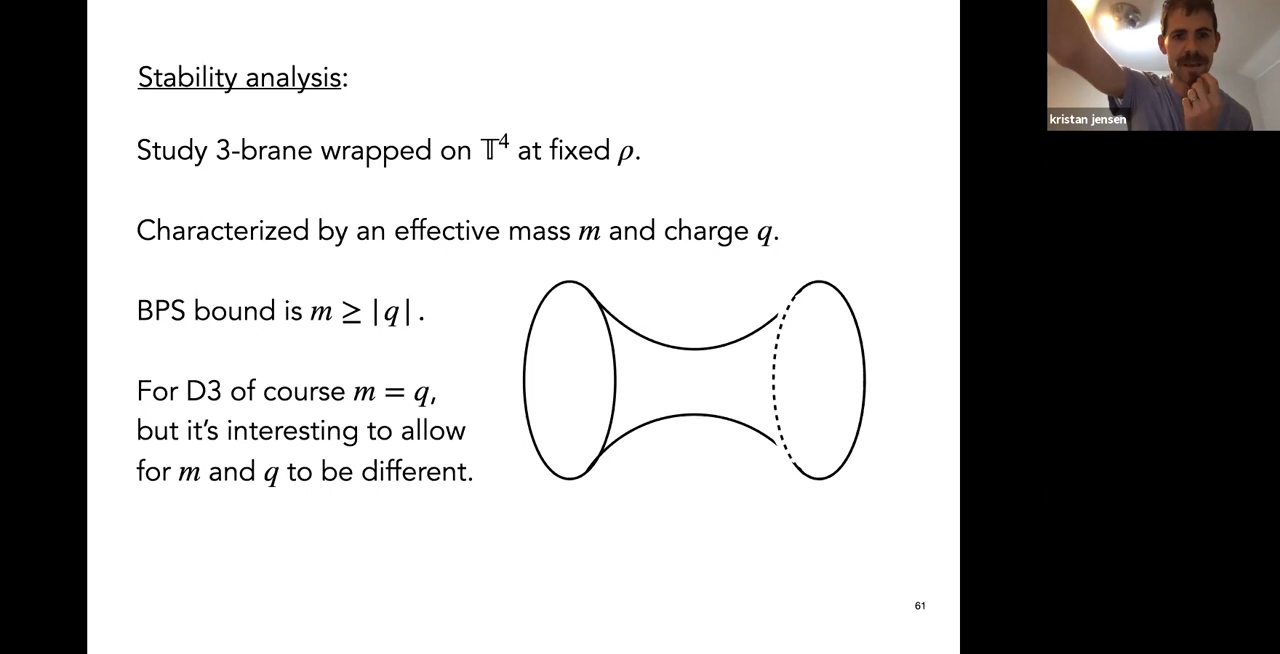 Stability analysis:
Study 3-brane wrapped on 𝕋⁴ at fixed ρ.
Characterized by an effective mass m and charge q.
BPS bound is m ≥ |q|.
For D3 of course m = q,
but it's interesting to allow
for m and q to be different.
61
kristan jensen